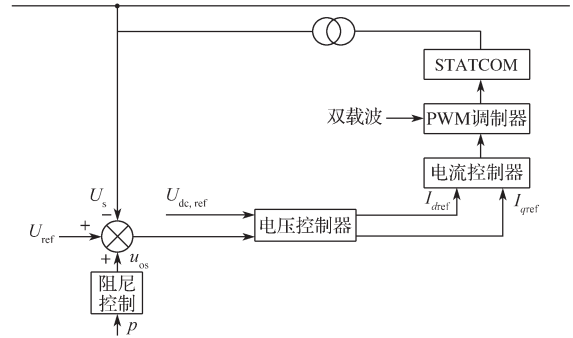 STATCOM
双载波
PWM调制器
电流控制器
U_s
−
U_dc, ref
I_dref
I_qref
+
U_ref
电压控制器
+
u_os
阻尼
控制
p